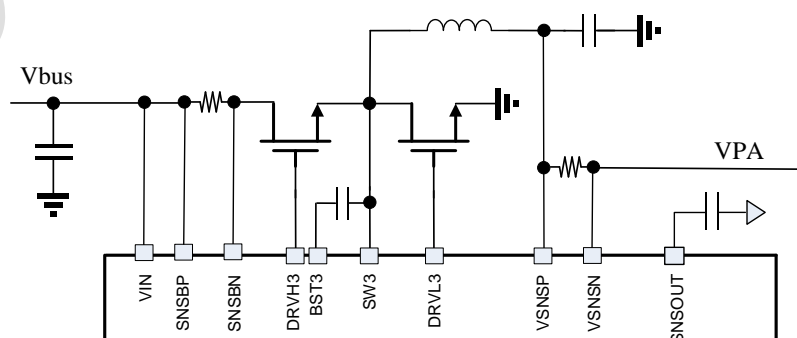 Vbus
VPA
VIN
SNSBP
SNSBN
DRVH3
BST3
SW3
DRVL3
VSNSP
VSNSN
SNSOUT